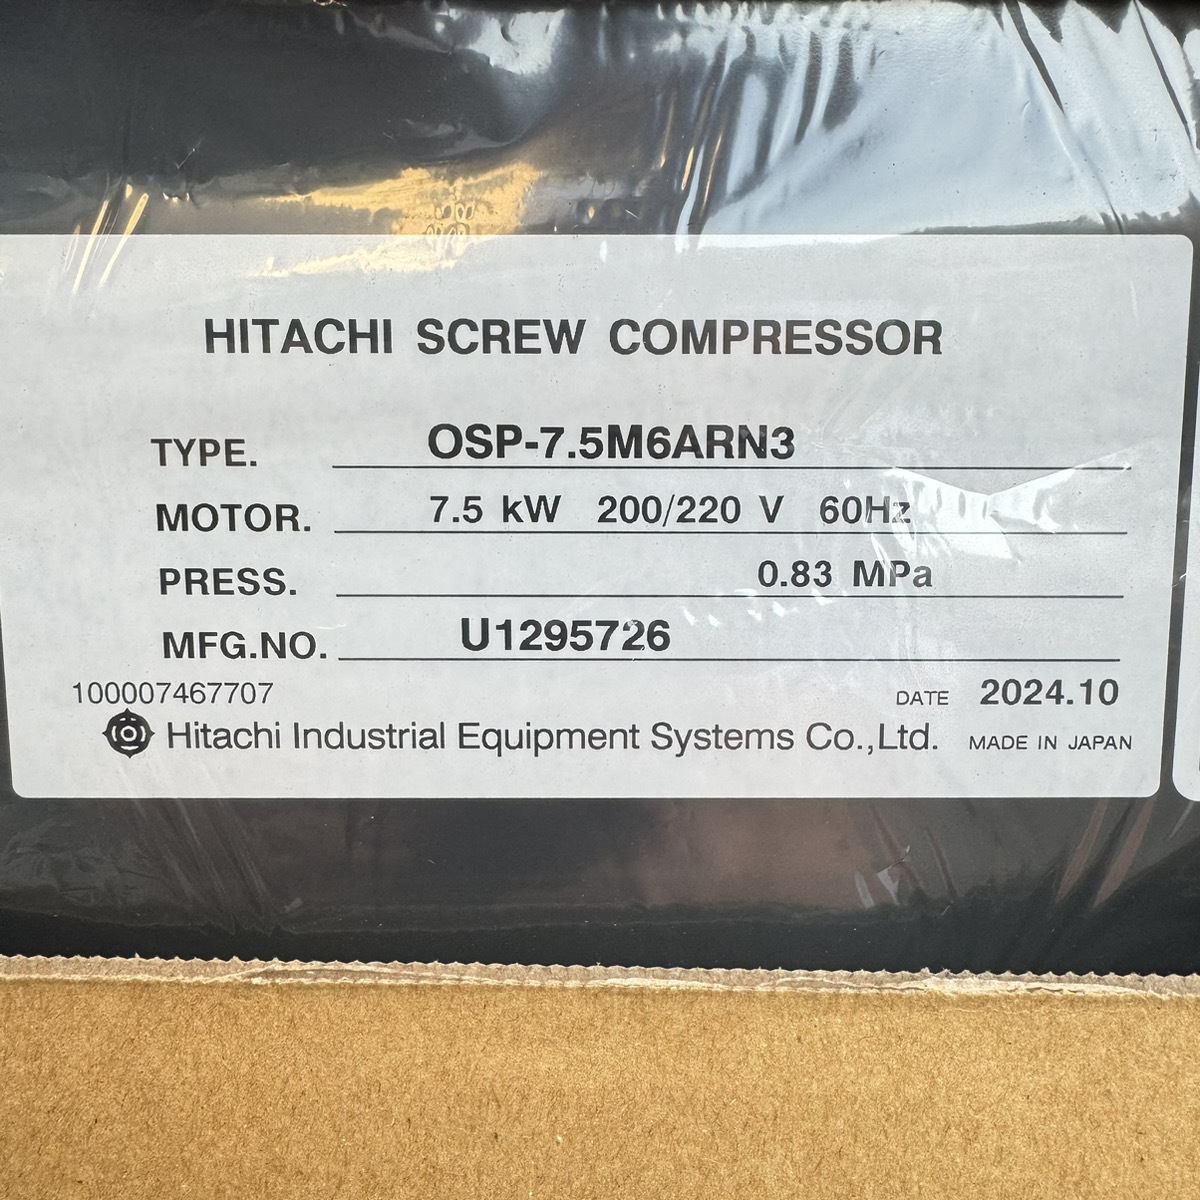 HITACHI SCREW COMPRESSOR
TYPE. OSP-7.5M6ARN3
MOTOR. 7.5 kW 200/220 V 60Hz
PRESS. 0.83 MPa
MFG.NO. U1295726
100007467707 DATE 2024.10
Hitachi Industrial Equipment Systems Co.,Ltd. MADE IN JAPAN